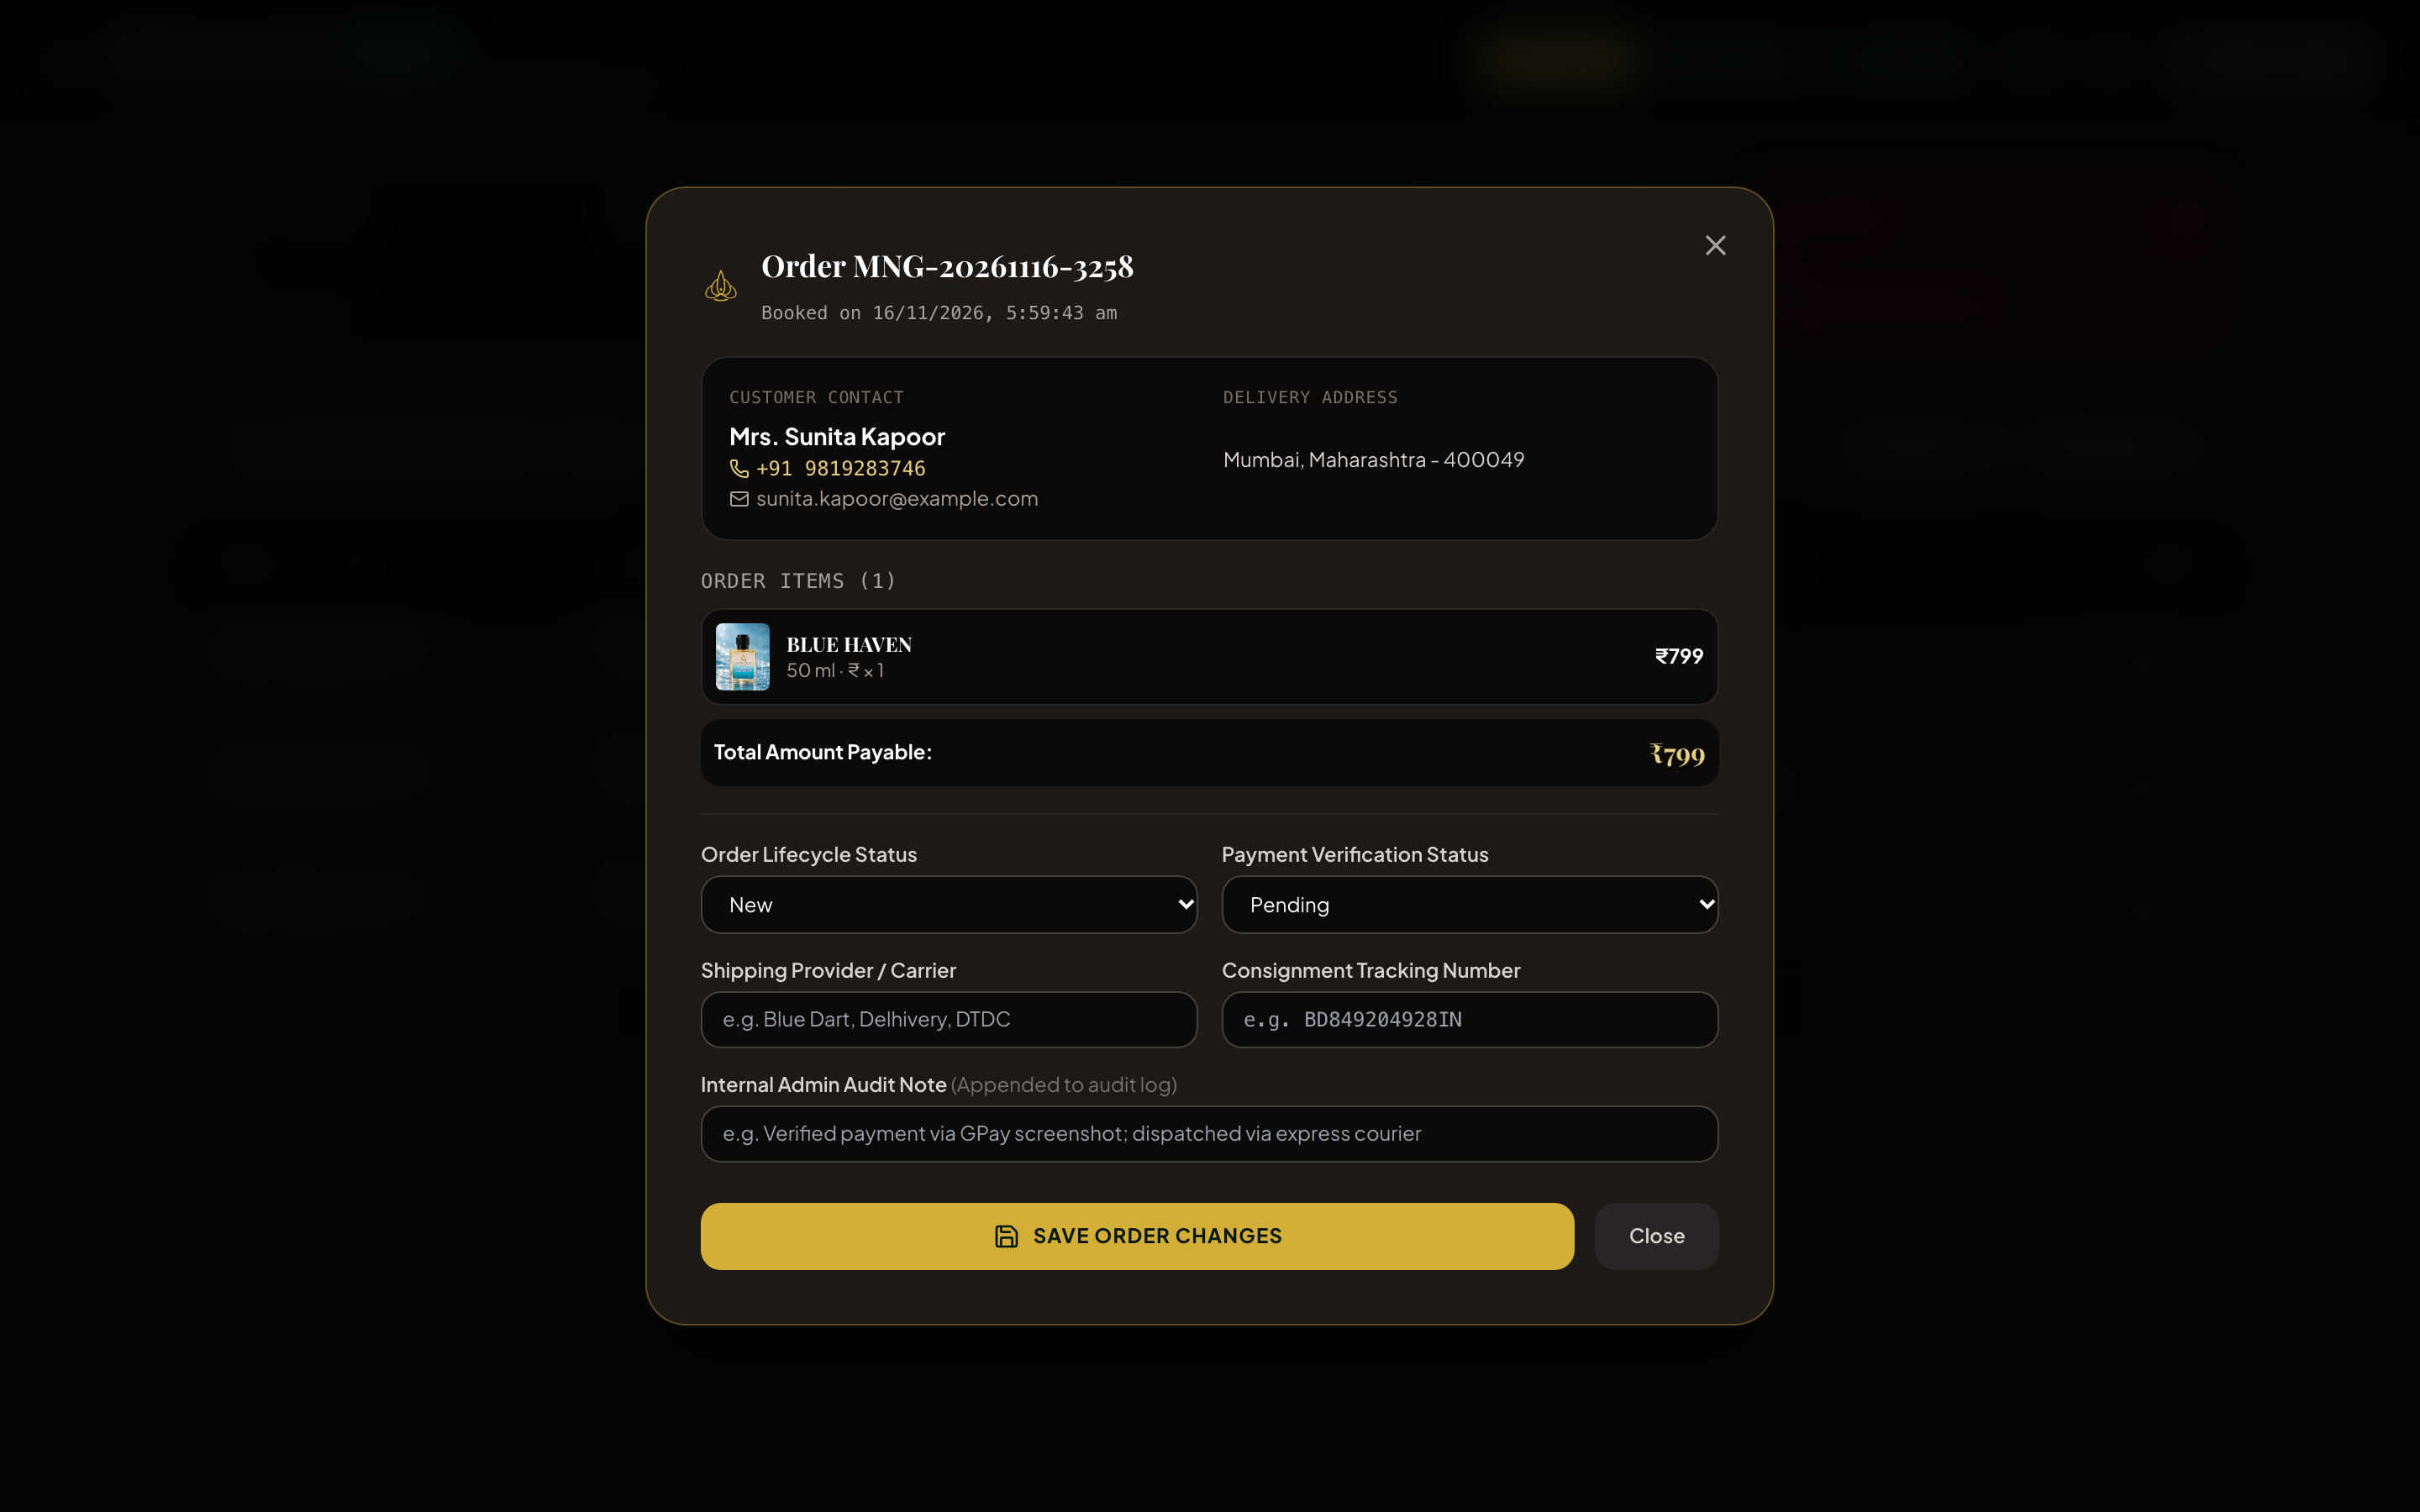 Order MNG-20261116-3258
Booked on 16/11/2026, 5:59:43 am
CUSTOMER CONTACT
Mrs. Sunita Kapoor
+91 9819283746
sunita.kapoor@example.com
DELIVERY ADDRESS
Mumbai, Maharashtra - 400049
ORDER ITEMS (1)
BLUE HAVEN
50 ml · ₹ x 1
₹799
Total Amount Payable:
₹799
Order Lifecycle Status
New
Payment Verification Status
Pending
Shipping Provider / Carrier
e.g. Blue Dart, Delhivery, DTDC
Consignment Tracking Number
e.g. BD849204928IN
Internal Admin Audit Note (Appended to audit log)
e.g. Verified payment via GPay screenshot; dispatched via express courier
SAVE ORDER CHANGES
Close